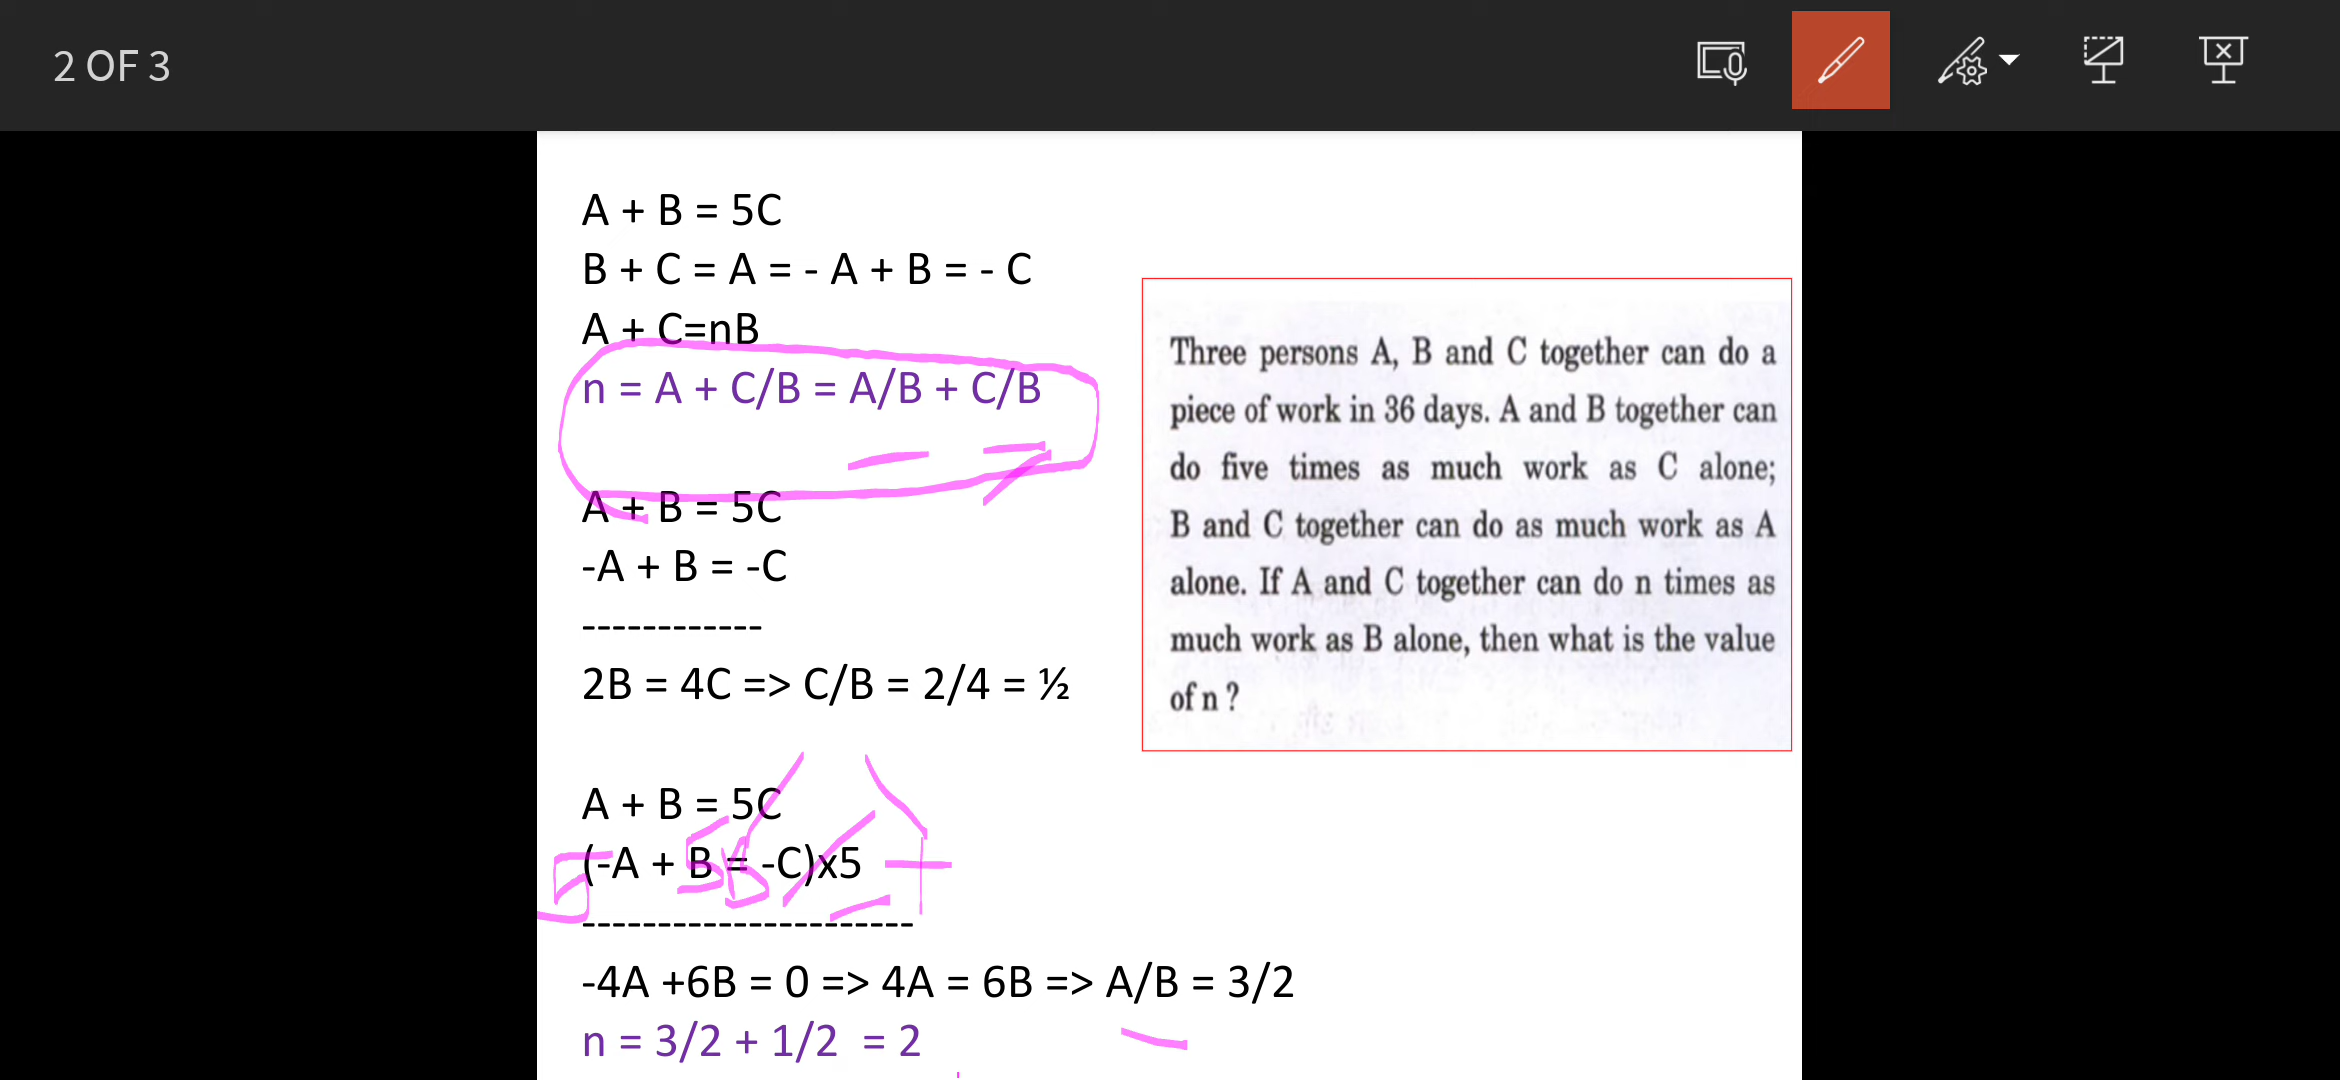 2 OF 3
A + B = 5C
B + C = A = - A + B = - C
A + C=nB
n = A + C/B = A/B + C/B
A + B = 5C
-A + B = -C
------------
2B = 4C => C/B = 2/4 = ½
A + B = 5C
(-A + B = -C)x5
5 5B
----------------------
-4A +6B = 0 => 4A = 6B => A/B = 3/2
n = 3/2 + 1/2 = 2
Three persons A, B and C together can do a
piece of work in 36 days. A and B together can
do five times as much work as C alone;
B and C together can do as much work as A
alone. If A and C together can do n times as
much work as B alone, then what is the value
of n ?